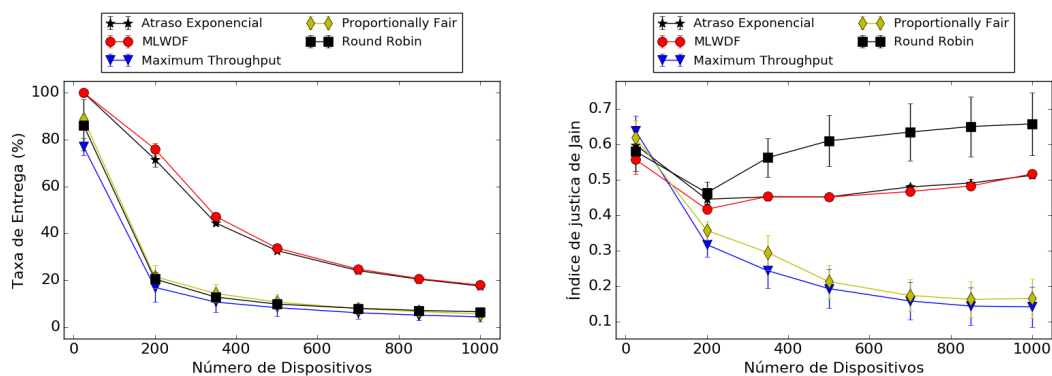 Atraso Exponencial
MLWDF
Maximum Throughput
Proportionally Fair
Round Robin
100
80
60
40
20
0
Taxa de Entrega (%)
0 200 400 600 800 1000
Número de Dispositivos
Atraso Exponencial
MLWDF
Maximum Throughput
Proportionally Fair
Round Robin
0.7
0.6
0.5
0.4
0.3
0.2
0.1
Índice de justica de Jain
0 200 400 600 800 1000
Número de Dispositivos